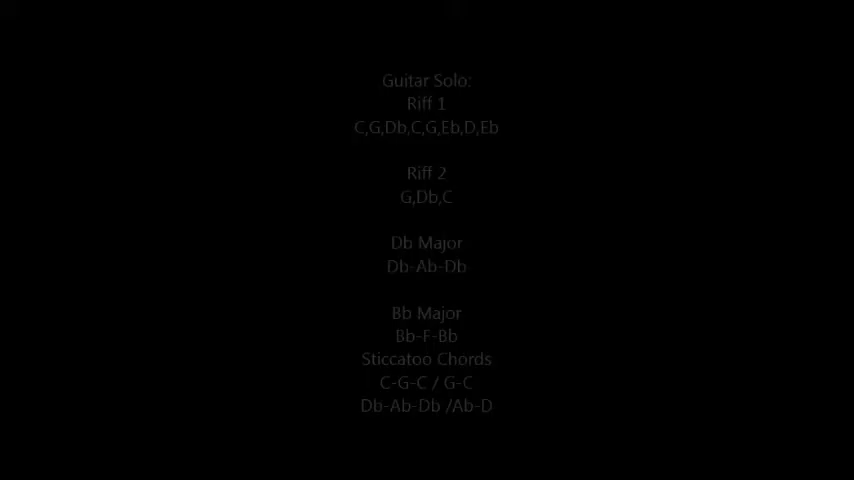 Guitar Solo:
Riff 1
C,G,Db,C,G,Eb,D,Eb
Riff 2
G,Db,C
Db Major
Db-Ab-Db
Bb Major
Bb-F-Bb
Sticcatoo Chords
C-G-C / G-C
Db-Ab-Db /Ab-D